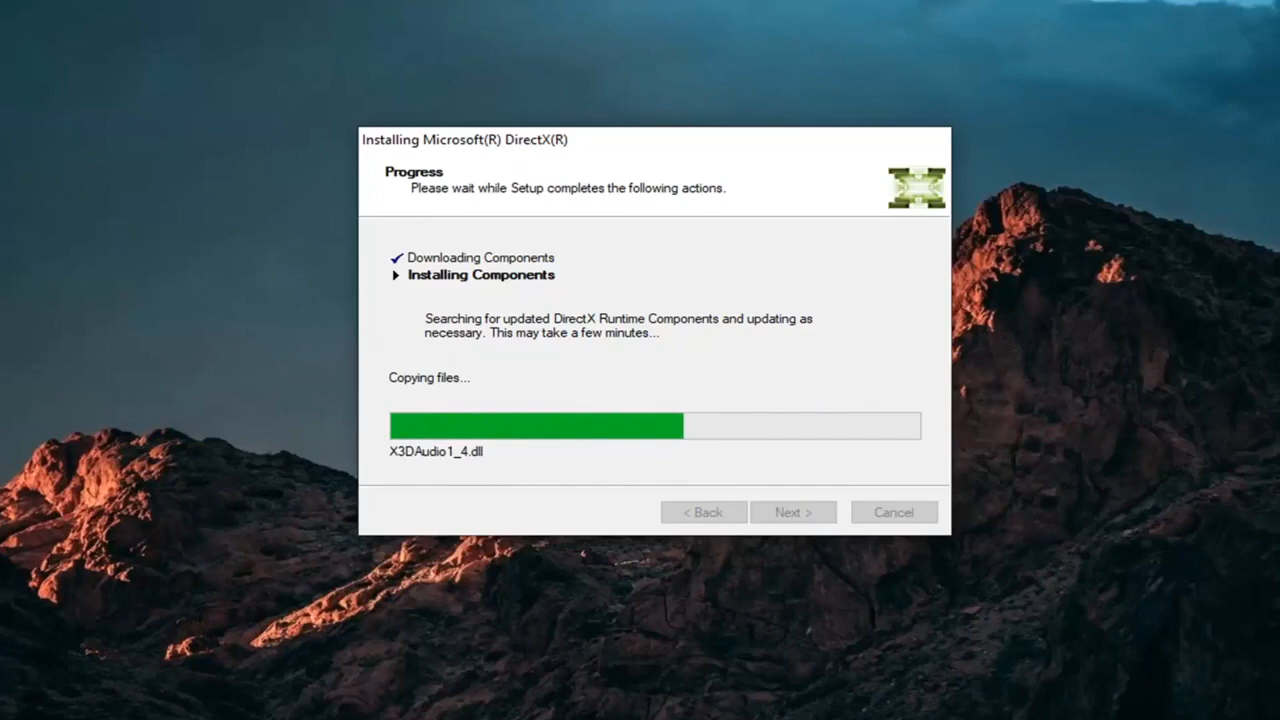 Installing Microsoft(R) DirectX(R)
Progress
Please wait while Setup completes the following actions.
Downloading Components
Installing Components
Searching for updated DirectX Runtime Components and updating as
necessary. This may take a few minutes...
Copying files...
X3DAudio1_4.dll
< Back
Next >
Cancel